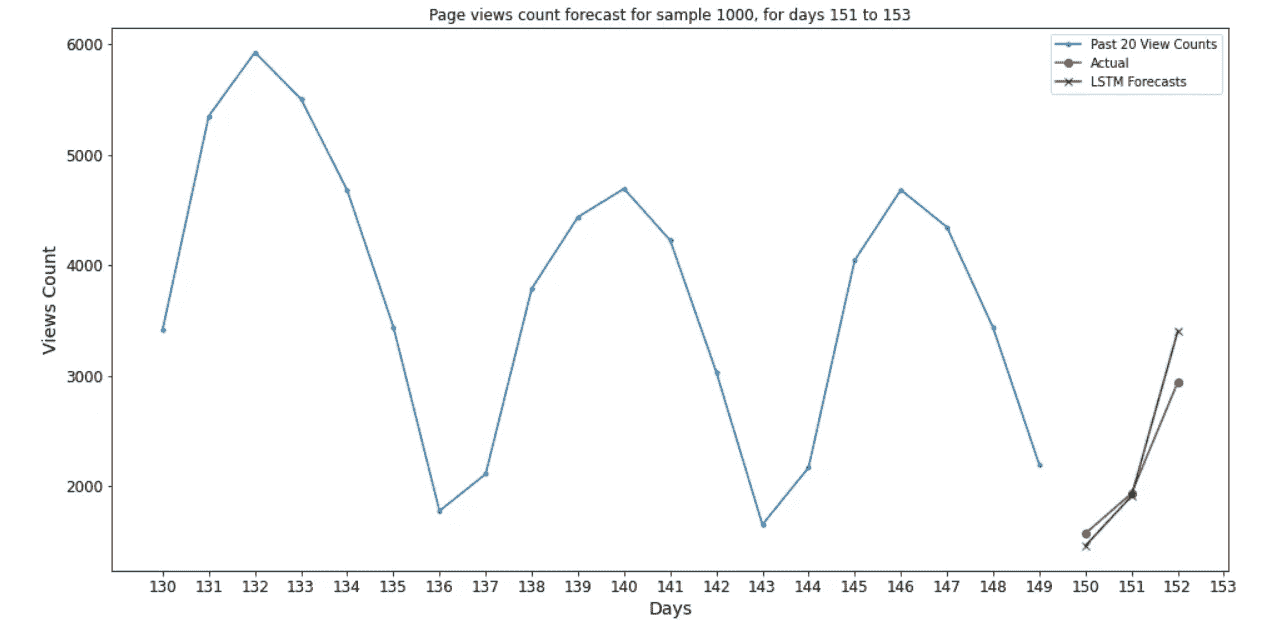 Page views count forecast for sample 1000, for days 151 to 153
Past 20 View Counts
Actual
LSTM Forecasts
Views Count
6000
5000
4000
3000
2000
130 131 132 133 134 135 136 137 138 139 140 141 142 143 144 145 146 147 148 149 150 151 152 153
Days